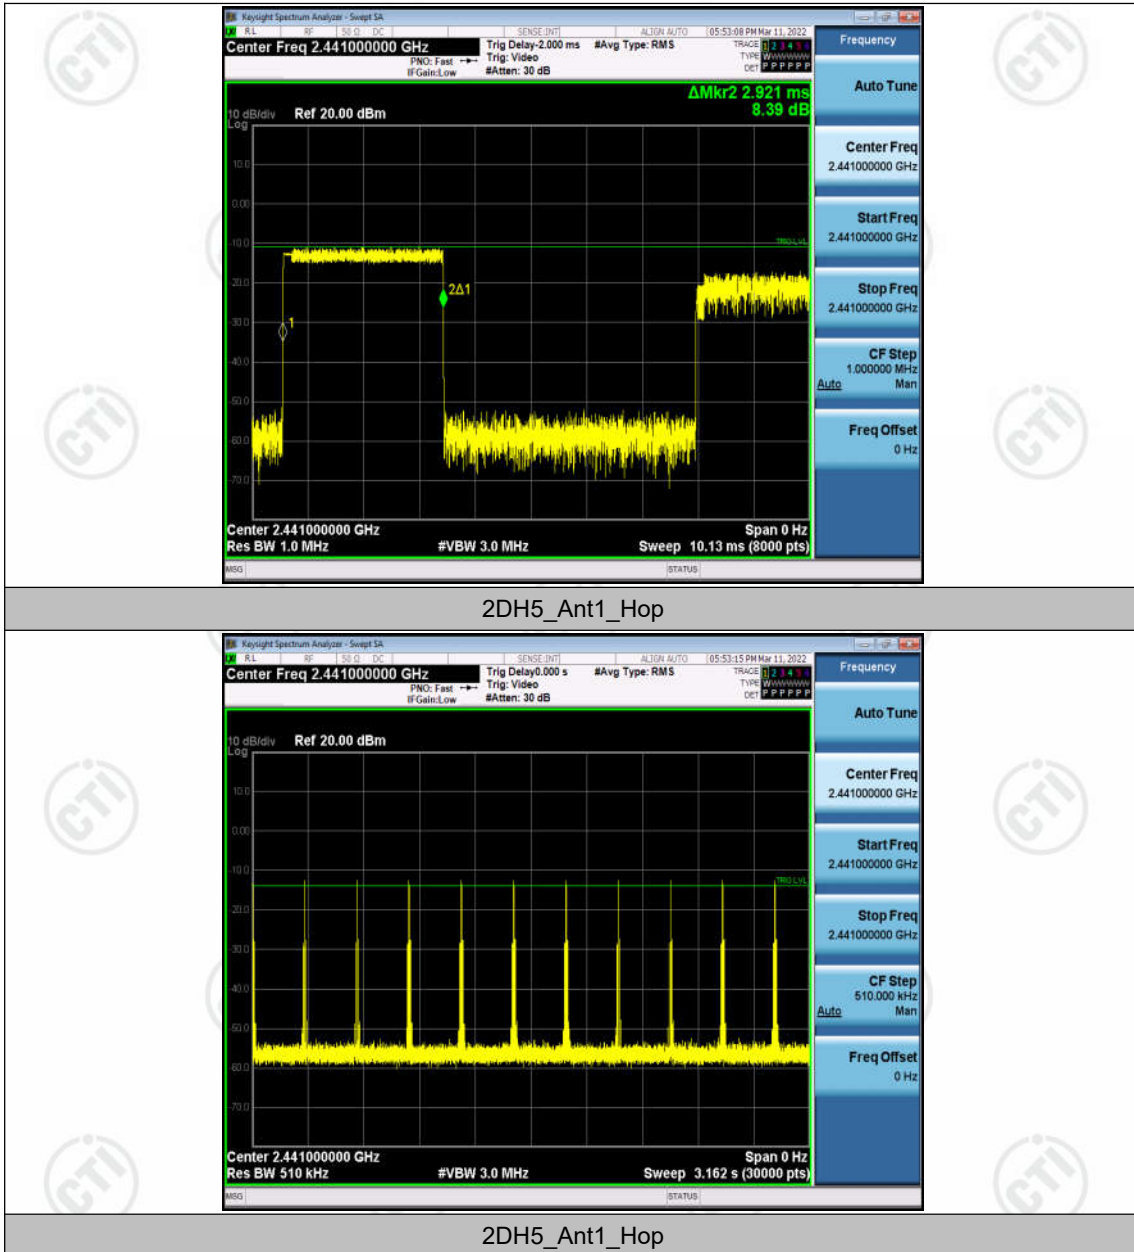 Keysight Spectrum Analyzer - Swept SA
RL RF 50 Ω DC SENSE:INT ALIGN AUTO 05:53:08 PM Mar 11, 2022
Center Freq 2.441000000 GHz
PNO: Fast
IFGain:Low
Trig Delay-2.000 ms
Trig: Video
#Atten: 30 dB
#Avg Type: RMS
TRACE 1 2 3 4 5
TYPE
DET P P P P P P
ΔMkr2 2.921 ms
8.39 dB
10 dB/div
Log
Ref 20.00 dBm
10.0
0.00
-10.0
TRIG LVL
-20.0
2Δ1
-30.0
1
-40.0
-50.0
-60.0
-70.0
Center 2.441000000 GHz
Span 0 Hz
Res BW 1.0 MHz
#VBW 3.0 MHz
Sweep 10.13 ms (8000 pts)
MSG
STATUS
Frequency
Auto Tune
Center Freq
2.441000000 GHz
Start Freq
2.441000000 GHz
Stop Freq
2.441000000 GHz
CF Step
1.000000 MHz
Auto Man
Freq Offset
0 Hz
2DH5_Ant1_Hop
Keysight Spectrum Analyzer - Swept SA
RL RF 50 Ω DC SENSE:INT ALIGN AUTO 05:53:15 PM Mar 11, 2022
Center Freq 2.441000000 GHz
PNO: Fast
IFGain:Low
Trig Delay0.000 s
Trig: Video
#Atten: 30 dB
#Avg Type: RMS
TRACE 1 2 3 4 5
TYPE
DET P P P P P P
10 dB/div
Log
Ref 20.00 dBm
10.0
0.00
-10.0
TRIG LVL
-20.0
-30.0
-40.0
-50.0
-60.0
-70.0
Center 2.441000000 GHz
Span 0 Hz
Res BW 510 kHz
#VBW 3.0 MHz
Sweep 3.162 s (30000 pts)
MSG
STATUS
Frequency
Auto Tune
Center Freq
2.441000000 GHz
Start Freq
2.441000000 GHz
Stop Freq
2.441000000 GHz
CF Step
510.000 kHz
Auto Man
Freq Offset
0 Hz
2DH5_Ant1_Hop
CTI
CTI
CTI
CTI
CTI
CTI
CTI
CTI